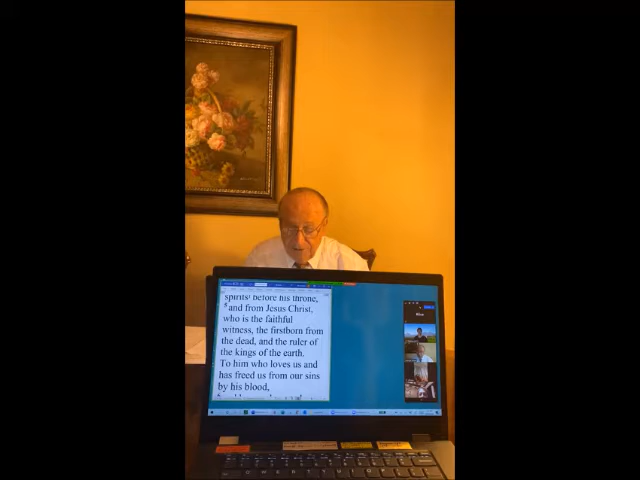 spirits before his throne,
5 and from Jesus Christ,
who is the faithful
witness, the firstborn from
the dead, and the ruler of
the kings of the earth.
To him who loves us and
has freed us from our sins
by his blood,